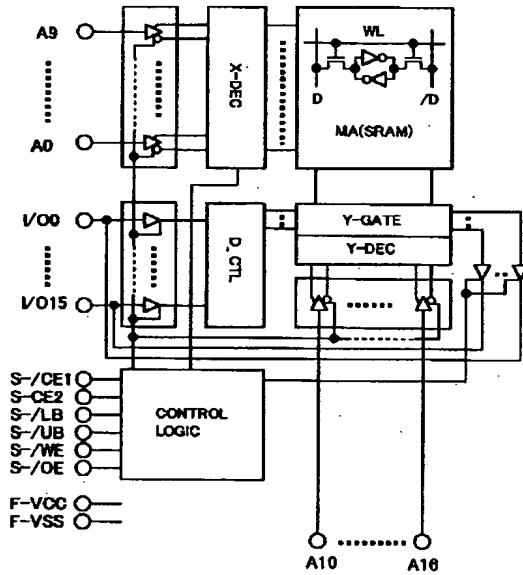 A9
A0
X-DEC
WL
D
/D
MA(SRAM)
I/O0
I/O15
D_CTL
Y-GATE
Y-DEC
S-/CE1
S-CE2
S-/LB
S-/UB
S-/WE
S-/OE
CONTROL
LOGIC
F-VCC
F-VSS
A10
A16